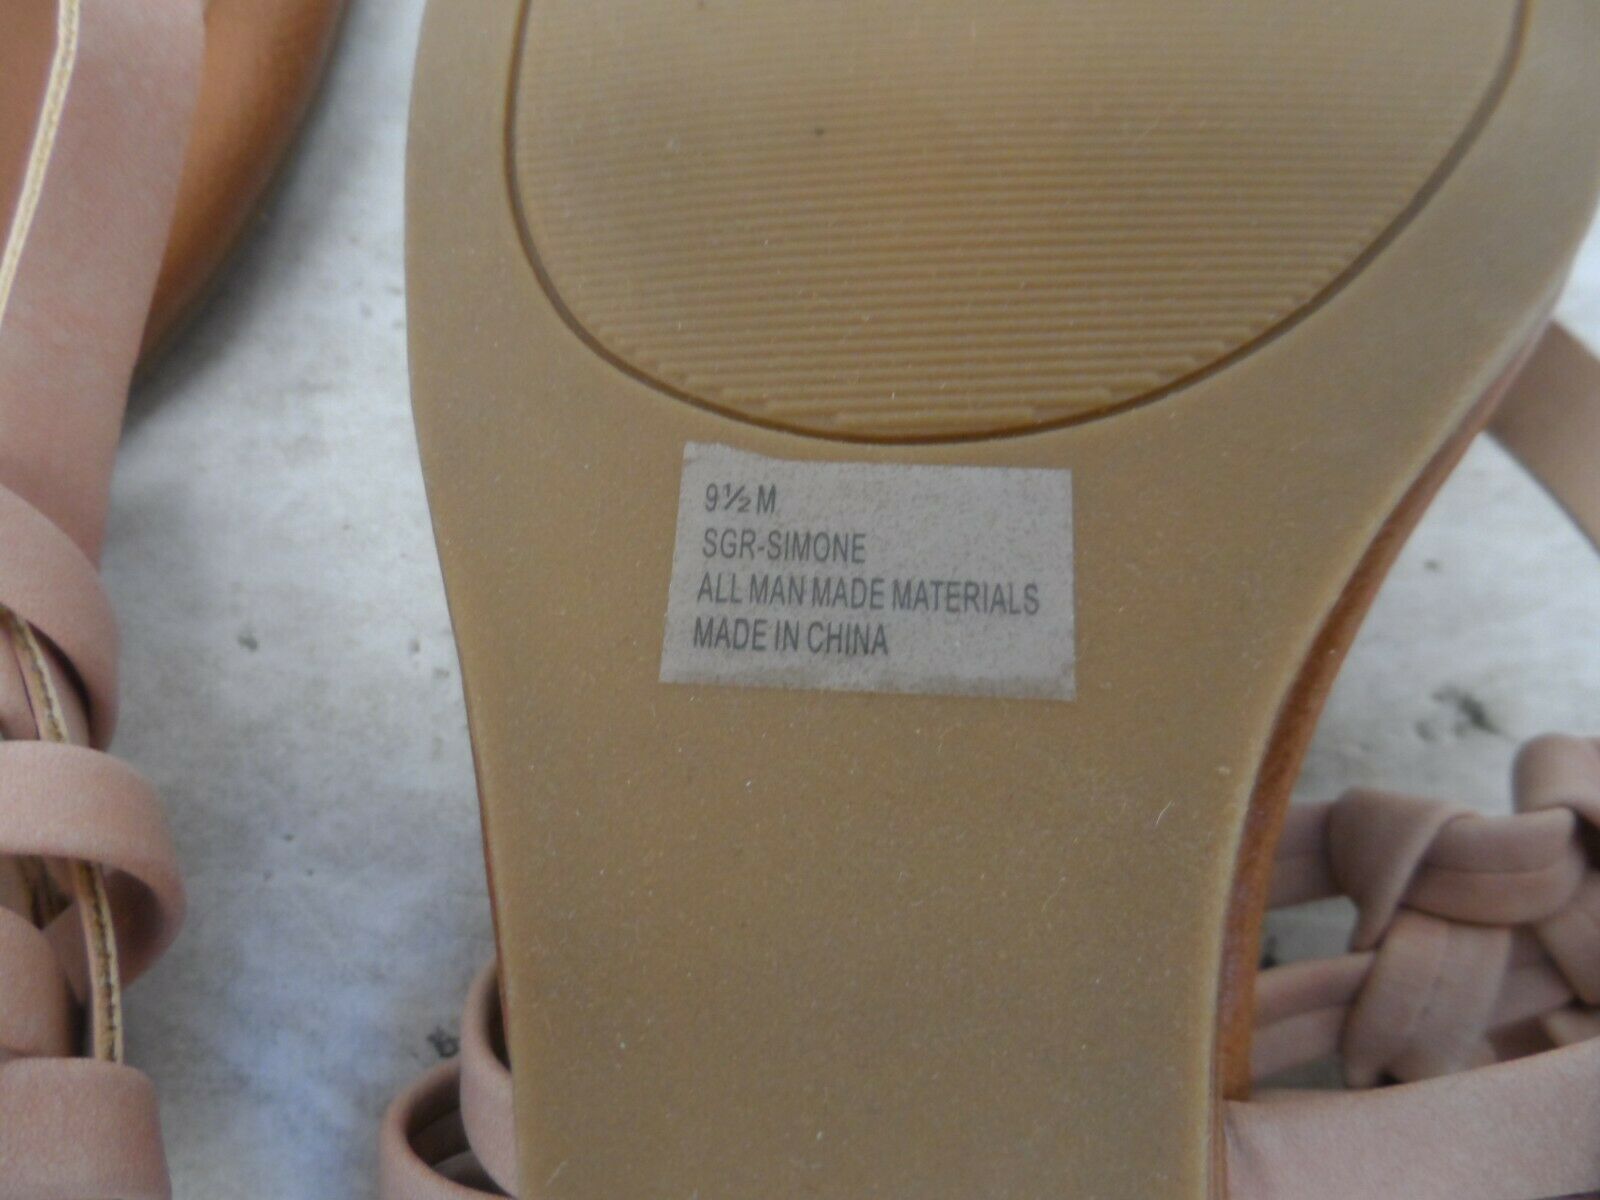 9½ M
SGR-SIMONE
ALL MAN MADE MATERIALS
MADE IN CHINA